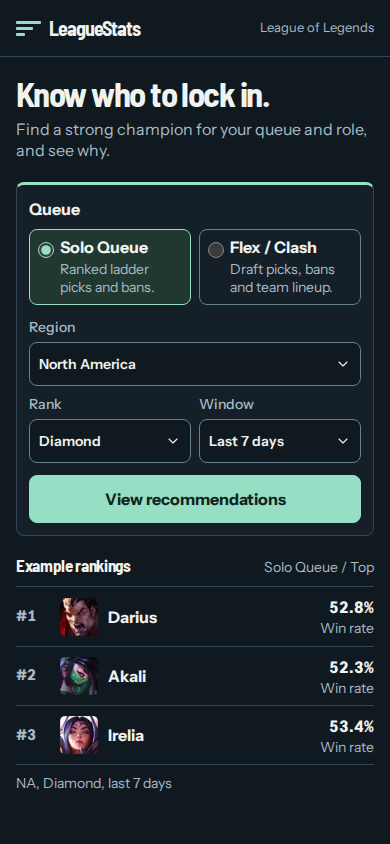 LeagueStats
League of Legends
Know who to lock in.
Find a strong champion for your queue and role,
and see why.
Queue
Solo Queue
Ranked ladder
picks and bans.
Flex / Clash
Draft picks, bans
and team lineup.
Region
North America
Rank
Window
Diamond
Last 7 days
View recommendations
Example rankings
Solo Queue / Top
#1
Darius
52.8%
Win rate
#2
Akali
52.3%
Win rate
#3
Irelia
53.4%
Win rate
NA, Diamond, last 7 days